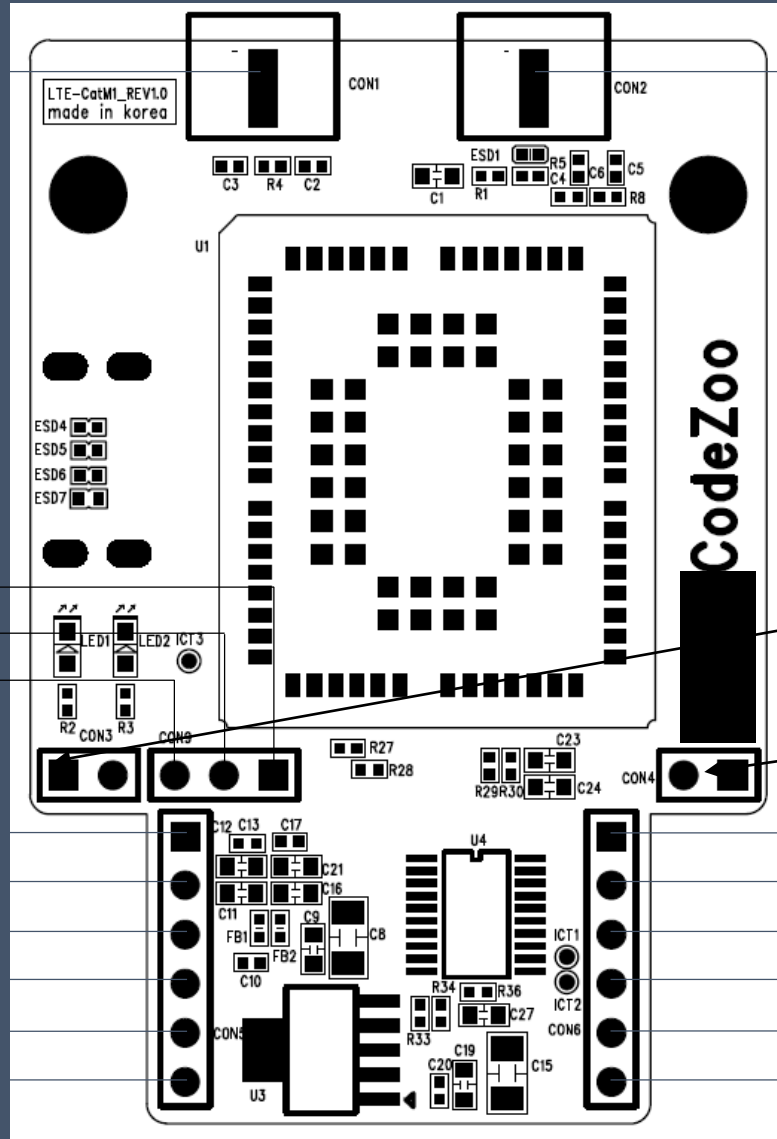 CON1
CON2
LTE-CatM1_REV1.0
made in korea
ESD1
R5
C3
R4
C2
C1
R1
C4
C6
C5
R8
U1
CodeZoo
ESD4
ESD5
ESD6
ESD7
LED1
LED2
ICT3
R2
R3
CON3
CON9
R27
R28
R29
R30
C23
C24
CON4
C12
C13
C17
U4
C21
C16
C11
C9
C8
FB1
FB2
C10
ICT1
ICT2
R34
R36
C27
R33
CON5
CON6
C19
C20
C15
U3